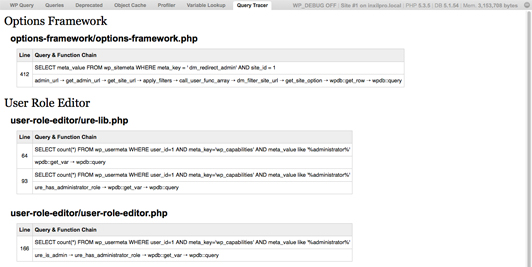 WP Query Queries Deprecated Object Cache Profiler Variable Lookup Query Tracer WP_DEBUG OFF : Site #1 on PHP 5.3.5 DB 5.1.54 Mem:
Options Framework
options-framework/options-framework.php
Line Query & Function Chain
412
SELECT meta_value FROM wp_sitemeta WHERE meta_key = ' dm_redirect_admin' AND site_id = 1
admin_url → get_admin_url → get_site_url → apply_filters → call_user_func_array → dm_filter_site_url → get_site_option → wpdb::get_row → wpdb::query
User Role Editor
user-role-editor/ure-lib.php
Line Query & Function Chain
64
SELECT count(*) FROM wp_usermeta WHERE user_id=1 AND meta_key='wp_capabilities' AND meta_value like '%administrator%'
wpdb::get_var → wpdb::query
93
SELECT count(*) FROM wp_usermeta WHERE user_id=1 AND meta_key='wp_capabilities' AND meta_value like '%administrator%'
ure_has_administrator_role → wpdb::get_var → wpdb::query
user-role-editor/user-role-editor.php
Line Query & Function Chain
166
SELECT count(*) FROM wp_usermeta WHERE user_id=1 AND meta_key='wp_capabilities' AND meta_value like '%administrator%'
ure_is_admin → ure_has_administrator_role → wpdb::get_var → wpdb::query